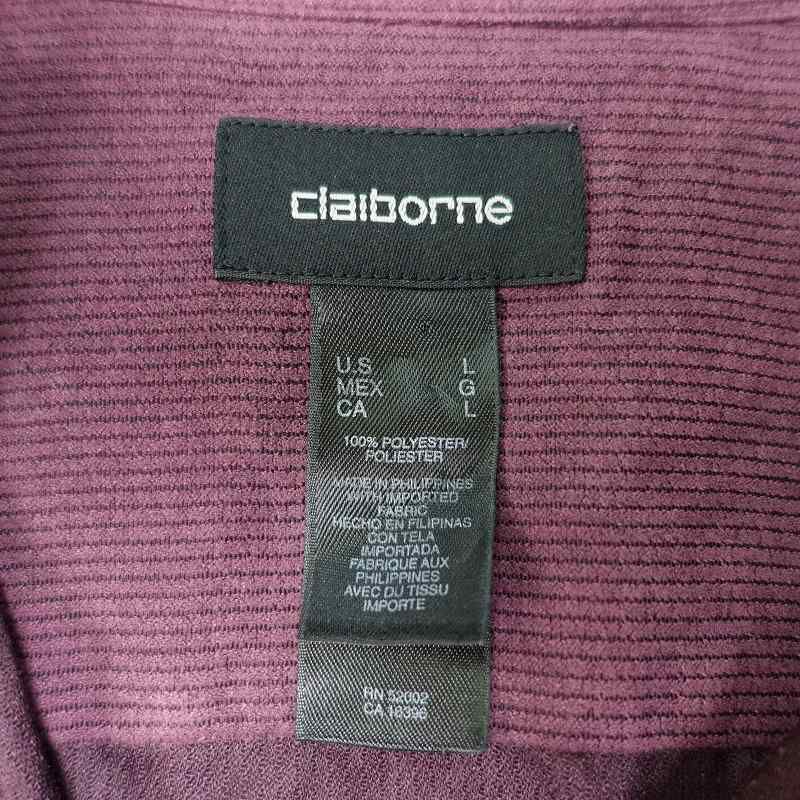 claiborne
U.S L
MEX G
CA L
100% POLYESTER/
POLIESTER
MADE IN PHILIPPINES
WITH IMPORTED
FABRIC
HECHO EN FILIPINAS
CON TELA
IMPORTADA
FABRIQUE AUX
PHILIPPINES
AVEC DU TISSU
IMPORTE
RN 52002
CA 16396